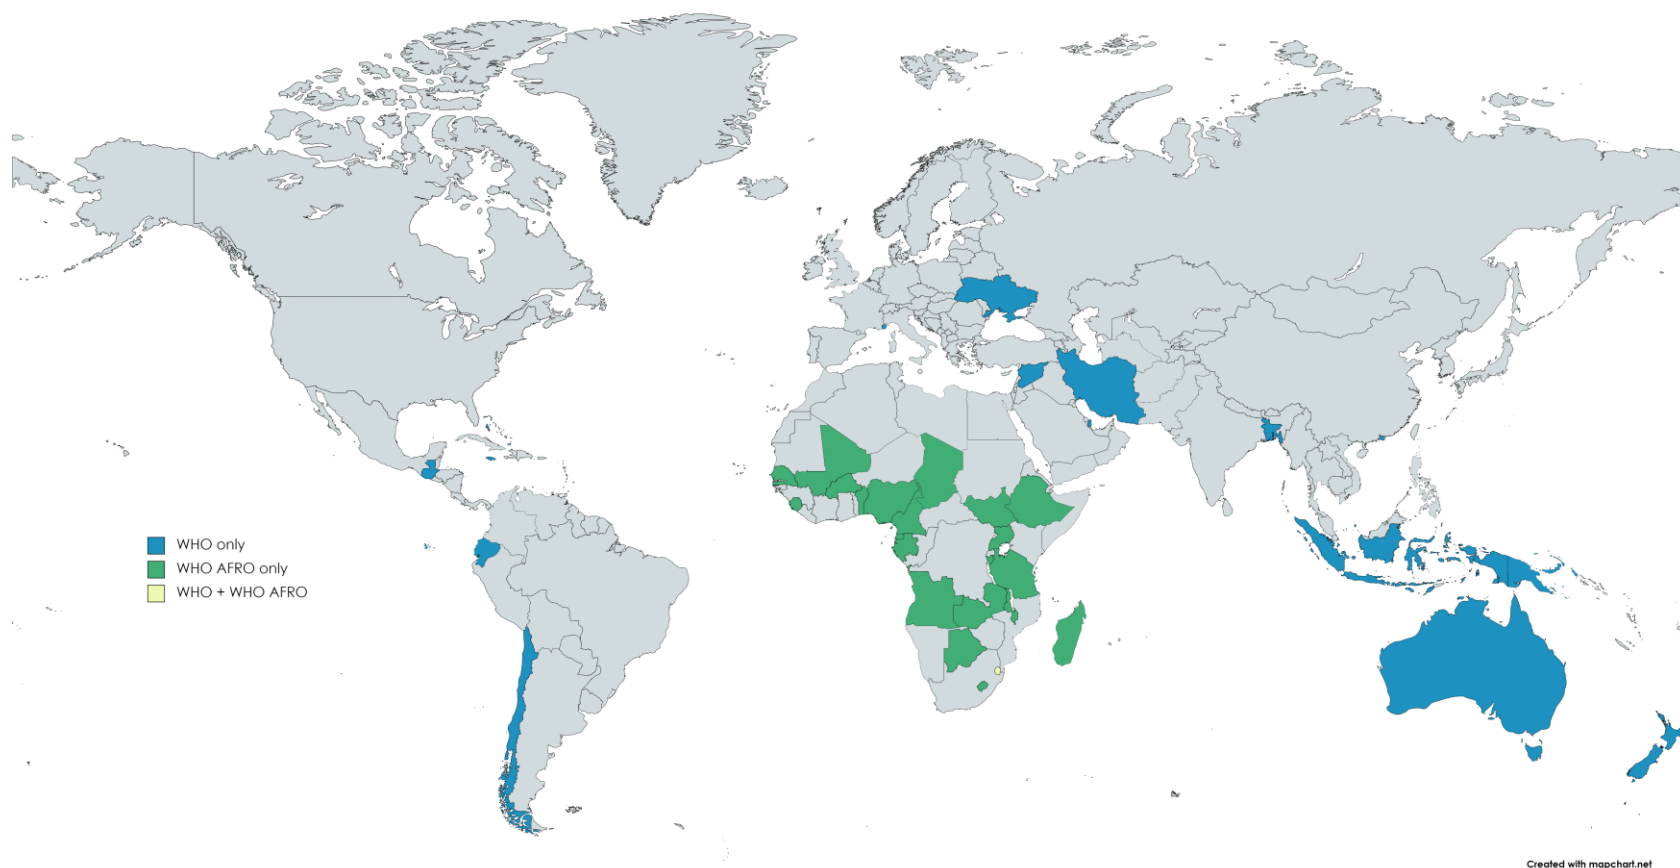 WHO only
WHO AFRO only
WHO + WHO AFRO
Created with mapchart.net